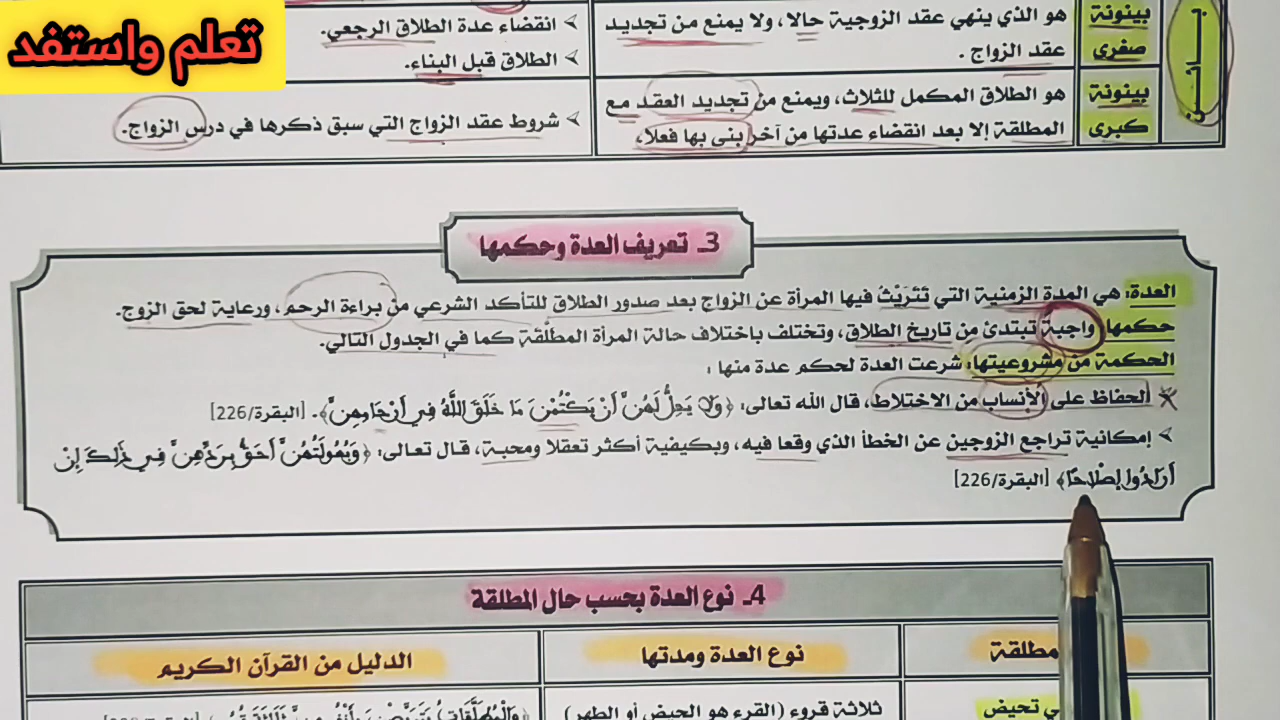 تعلم واستفد
بائن
بينونة صغرى
هو الذي ينهي عقد الزوجية حالا، ولا يمنع من تجديد
عقد الزواج .
انقضاء عدة الطلاق الرجعي.
الطلاق قبل البناء.
بينونة كبرى
هو الطلاق المكمل للثلاث، ويمنع من تجديد العقد مع
المطلقة إلا بعد انقضاء عدتها من آخر بنى بها فعلا،
شروط عقد الزواج التي سبق ذكرها في درس الزواج.
3ـ تعريف العدة وحكمها
العدة: هي المدة الزمنية التي تَتَرَيَّثُ فيها المرأة عن الزواج بعد صدور الطلاق للتأكد الشرعي من براءة الرحم، ورعاية لحق الزوج.
حكمها واجبة تبتدئ من تاريخ الطلاق، وتختلف باختلاف حالة المرأة المطلقة كما في الجدول التالي.
الحكمة من مشروعيتها: شرعت العدة لحكم عدة منها :
الحفاظ على الأنساب من الاختلاط، قال الله تعالى: ﴿وَلَا يَحِلُّ لَهُنَّ أَنْ يَكْتُمْنَ مَا خَلَقَ اللَّهُ فِي أَرْحَامِهِنَّ﴾. [البقرة/226]
إمكانية تراجع الزوجين عن الخطأ الذي وقعا فيه، وبكيفية أكثر تعقلا ومحبة، قال تعالى: ﴿وَبُعُولَتُهُنَّ أَحَقُّ بِرَدِّهِنَّ فِي ذَلِكَ إِنْ
أَرَادُوا إِصْلَاحًا﴾ [البقرة/226]
4ـ نوع العدة بحسب حال المطلقة
مطلقة
نوع العدة ومدتها
الدليل من القرآن الكريم
تحيض
ثلاثة قروء (القرء هو الحيض أو الطهر)
﴿وَالْمُطَلَّقَاتُ يَتَرَبَّصْنَ بِأَنْفُسِهِنَّ ثَلَاثَةَ قُرُوءٍ﴾